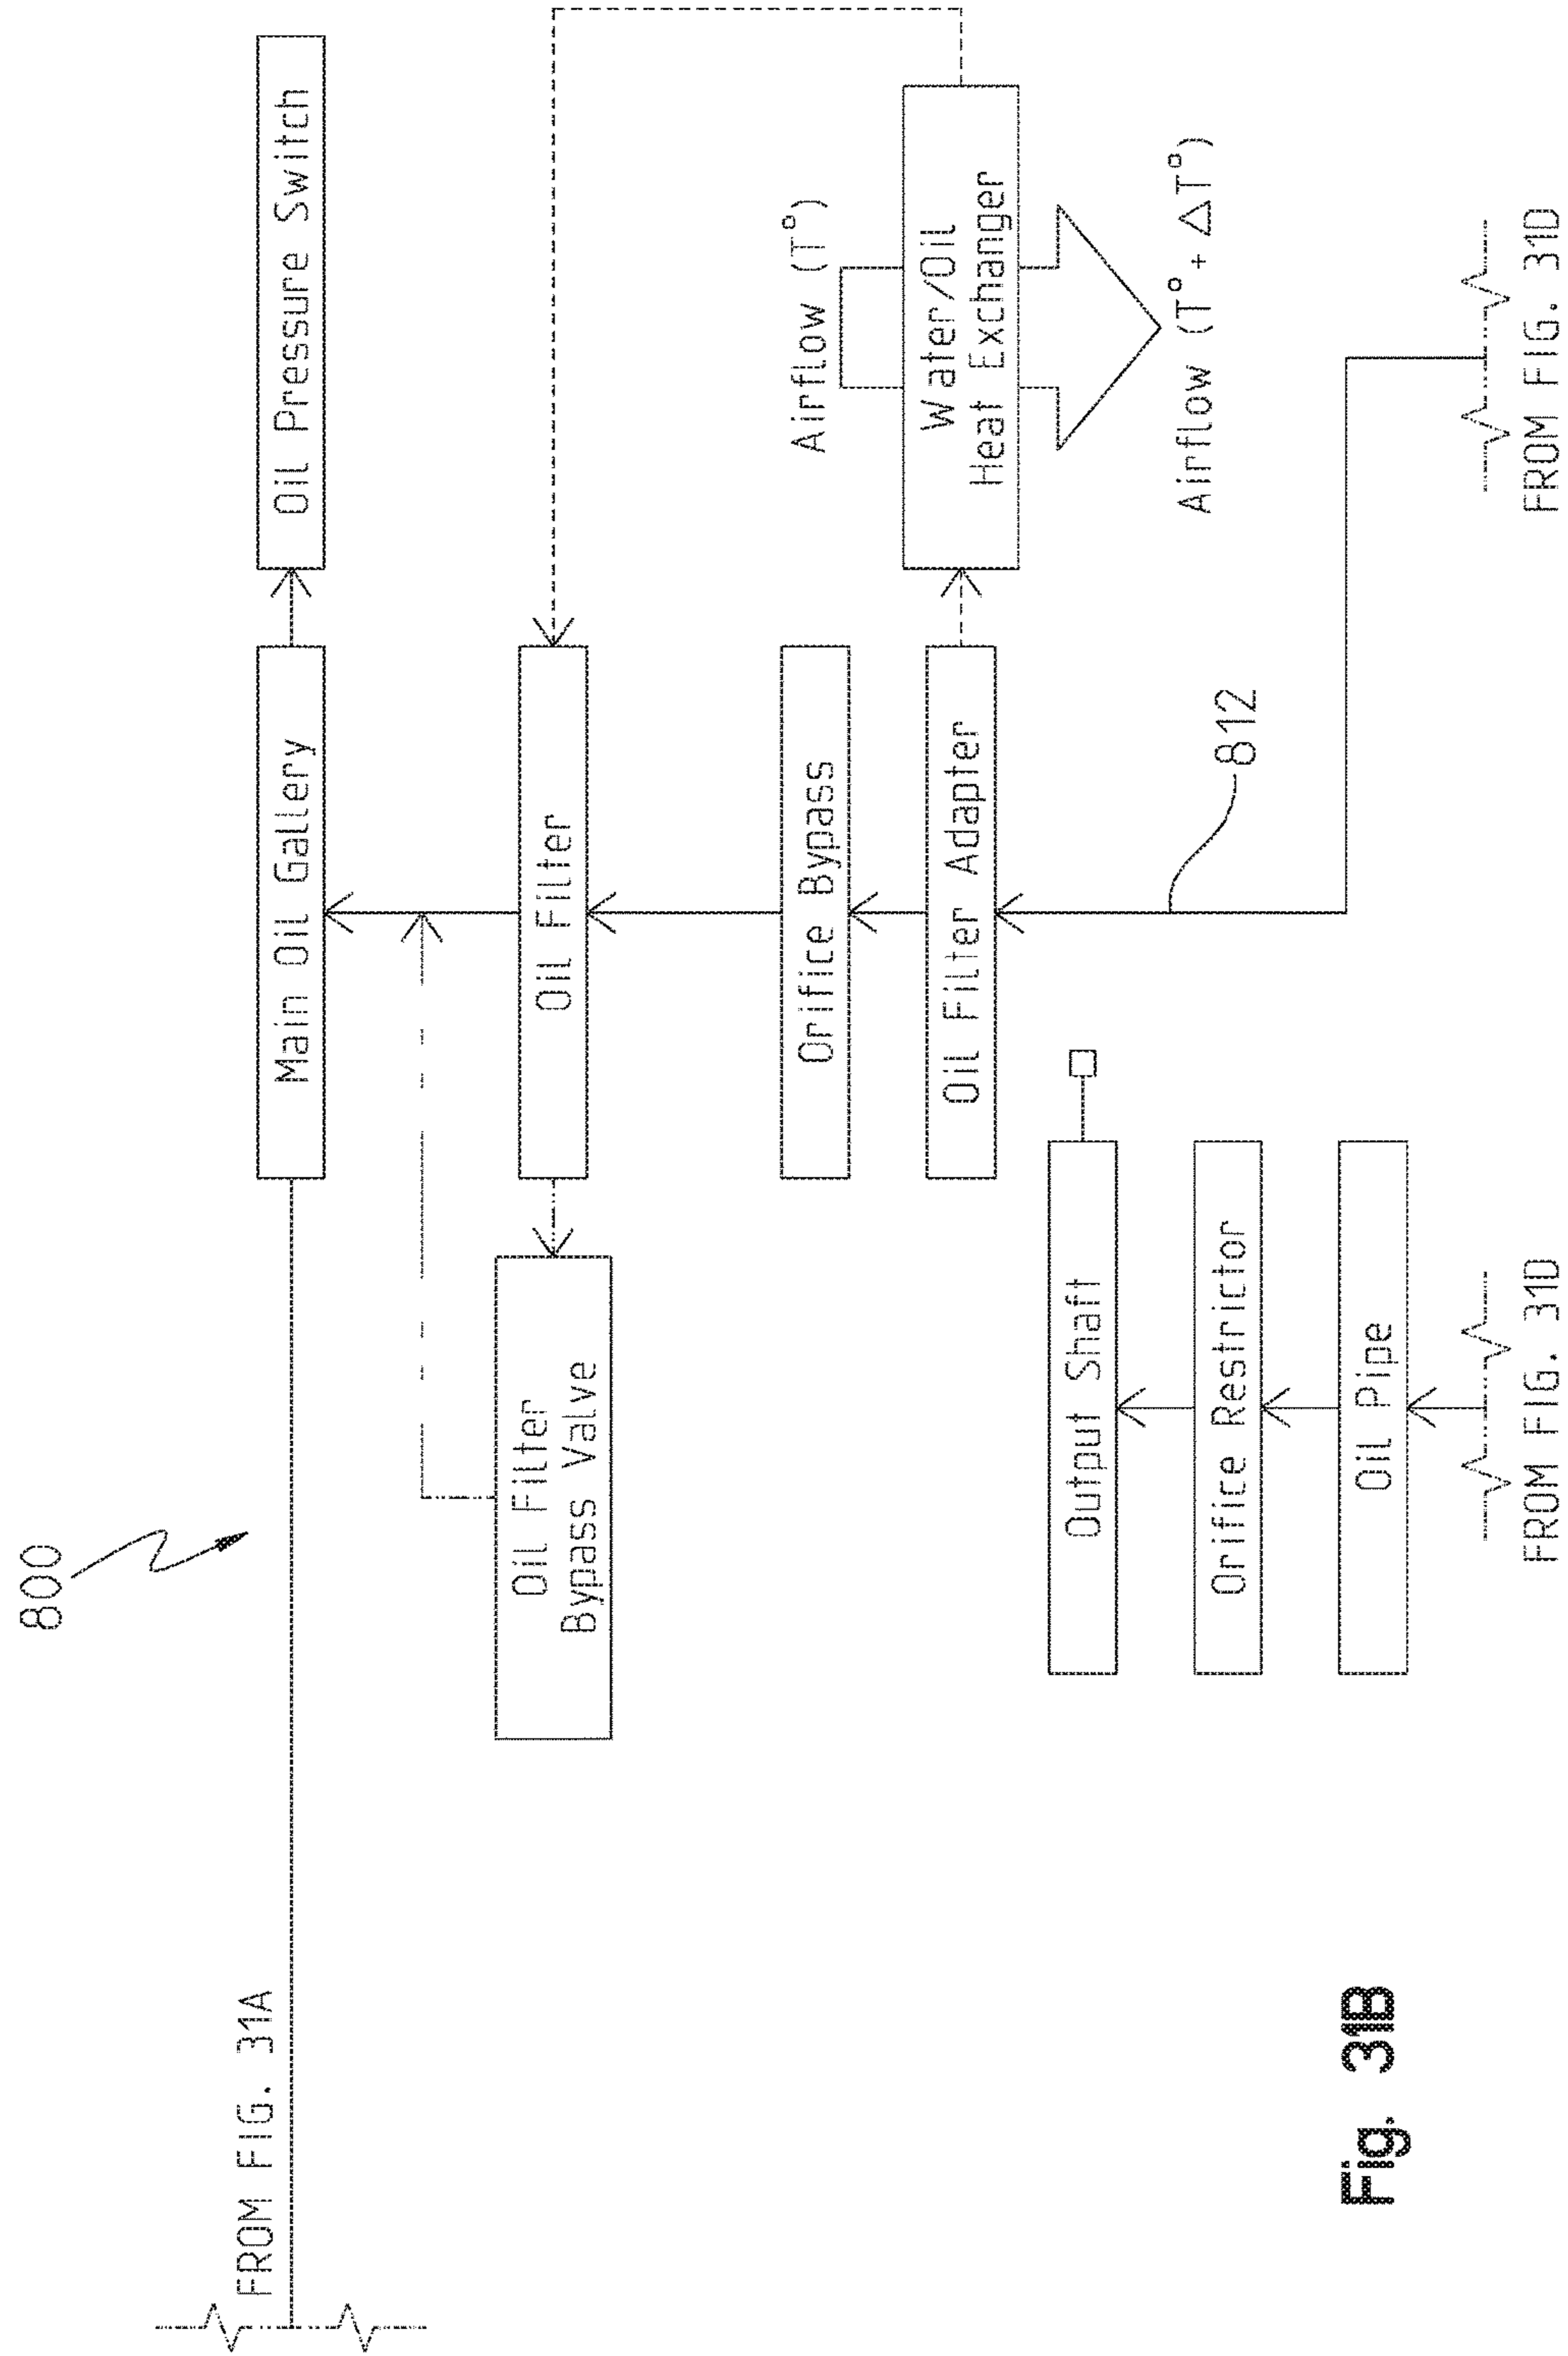 800
FROM FIG. 31A
Main Oil Gallery
Oil Pressure Switch
Oil Filter
Bypass Valve
Oil Filter
Orifice Bypass
Airflow (T°)
Oil Filter Adapter
Water/Oil
Heat Exchanger
Output Shaft
Airflow (T° + ΔT°)
Orifice Restrictor
812
Oil Pipe
FROM FIG. 31D
FROM FIG. 31D
Fig. 31B